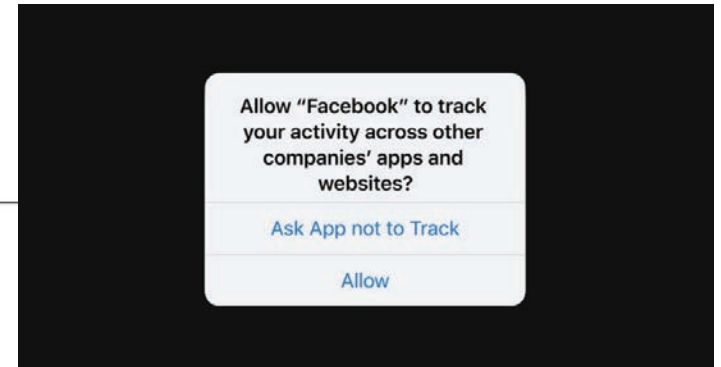 Allow “Facebook” to track
your activity across other
companies’ apps and
websites?
Ask App not to Track
Allow